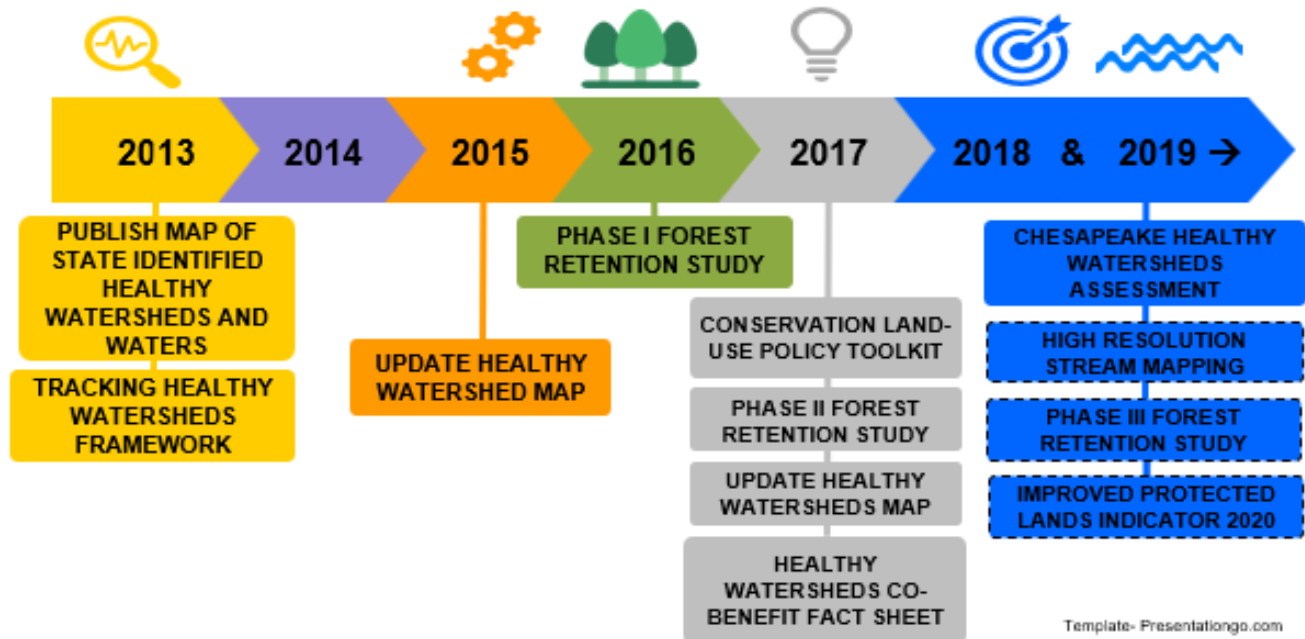 2013
2014
2015
2016
2017
2018 & 2019 →
PUBLISH MAP OF
STATE IDENTIFIED
HEALTHY
WATERSHEDS AND
WATERS
TRACKING HEALTHY
WATERSHEDS
FRAMEWORK
UPDATE HEALTHY
WATERSHED MAP
PHASE I FOREST
RETENTION STUDY
CONSERVATION LAND-
USE POLICY TOOLKIT
PHASE II FOREST
RETENTION STUDY
UPDATE HEALTHY
WATERSHEDS MAP
HEALTHY
WATERSHEDS CO-
BENEFIT FACT SHEET
CHESAPEAKE HEALTHY
WATERSHEDS
ASSESSMENT
HIGH RESOLUTION
STREAM MAPPING
PHASE III FOREST
RETENTION STUDY
IMPROVED PROTECTED
LANDS INDICATOR 2020
Template- Presentationgo.com